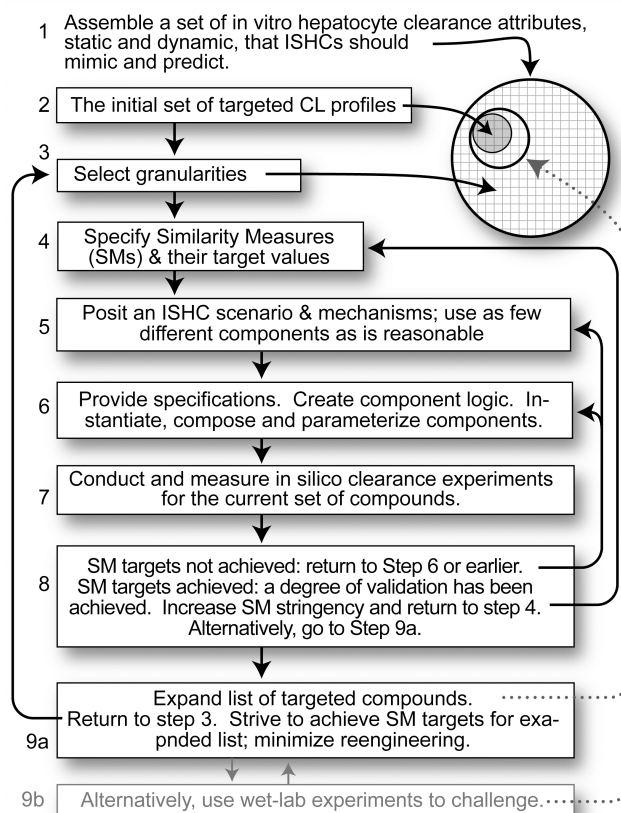 1 Assemble a set of in vitro hepatocyte clearance attributes,
static and dynamic, that ISHCs should
mimic and predict.
2 The initial set of targeted CL profiles
3 Select granularities
4 Specify Similarity Measures
(SMs) & their target values
5 Posit an ISHC scenario & mechanisms; use as few
different components as is reasonable
6 Provide specifications. Create component logic. In-
stantiate, compose and parameterize components.
7 Conduct and measure in silico clearance experiments
for the current set of compounds.
8 SM targets not achieved: return to Step 6 or earlier.
SM targets achieved: a degree of validation has been
achieved. Increase SM stringency and return to step 4.
Alternatively, go to Step 9a.
9a Expand list of targeted compounds.
Return to step 3. Strive to achieve SM targets for exa-
pnded list; minimize reengineering.
9b Alternatively, use wet-lab experiments to challenge.